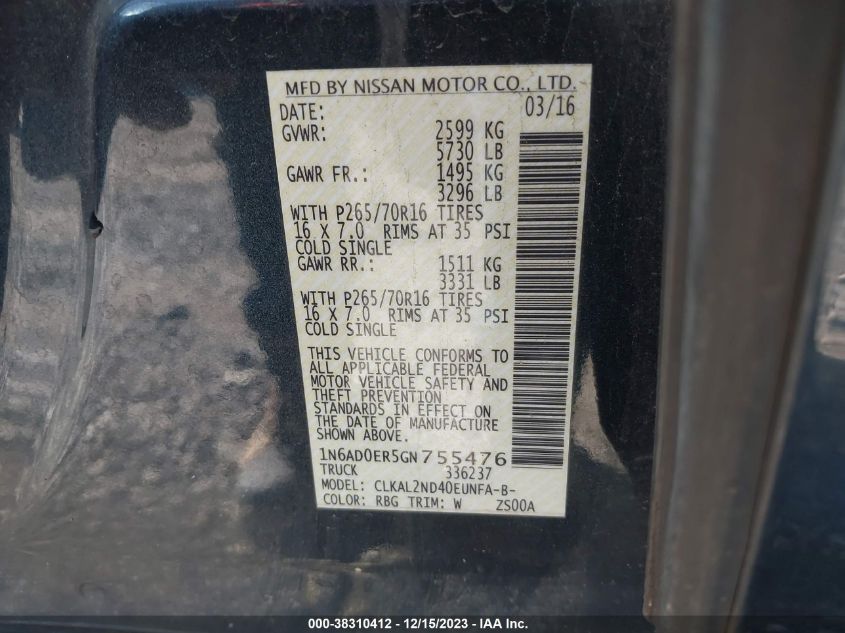 MFD BY NISSAN MOTOR CO., LTD.
DATE: 03/16
GVWR: 2599 KG
5730 LB
GAWR FR.: 1495 KG
3296 LB
WITH P265/70R16 TIRES
16 X 7.0 RIMS AT 35 PSI
COLD SINGLE
GAWR RR.: 1511 KG
3331 LB
WITH P265/70R16 TIRES
16 X 7.0 RIMS AT 35 PSI
COLD SINGLE
THIS VEHICLE CONFORMS TO
ALL APPLICABLE FEDERAL
MOTOR VEHICLE SAFETY AND
THEFT PREVENTION
STANDARDS IN EFFECT ON
THE DATE OF MANUFACTURE
SHOWN ABOVE.
1N6AD0ER5GN755476
TRUCK 336237
MODEL: CLKAL2ND40EUNFA-B-
COLOR: RBG TRIM: W ZS00A
000-38310412 - 12/15/2023 - IAA Inc.